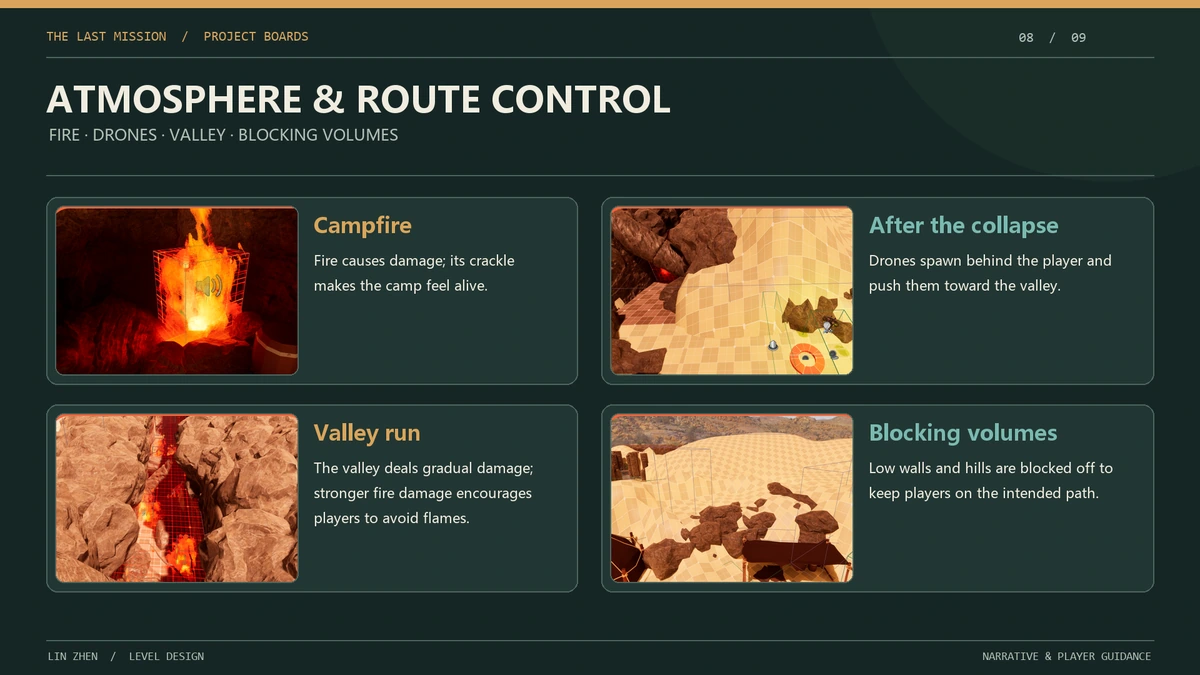 THE LAST MISSION / PROJECT BOARDS
08 / 09
ATMOSPHERE & ROUTE CONTROL
FIRE · DRONES · VALLEY · BLOCKING VOLUMES
Campfire
Fire causes damage; its crackle
makes the camp feel alive.
After the collapse
Drones spawn behind the player and
push them toward the valley.
Valley run
The valley deals gradual damage;
stronger fire damage encourages
players to avoid flames.
Blocking volumes
Low walls and hills are blocked off to
keep players on the intended path.
LIN ZHEN / LEVEL DESIGN
NARRATIVE & PLAYER GUIDANCE